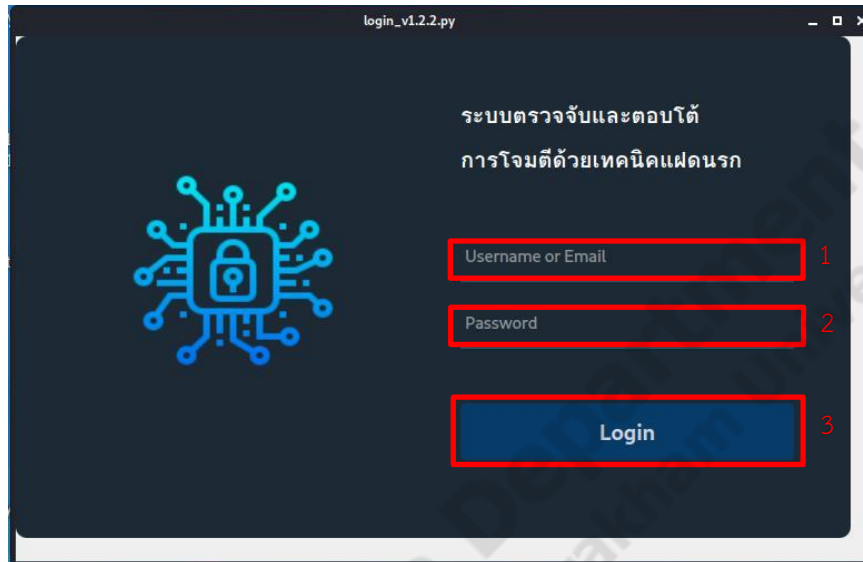 login_v1.2.2.py
ระบบตรวจจับและตอบโต้
การโจมตีด้วยเทคนิคแฝดนรก
Username or Email
1
Password
2
Login
3
Department